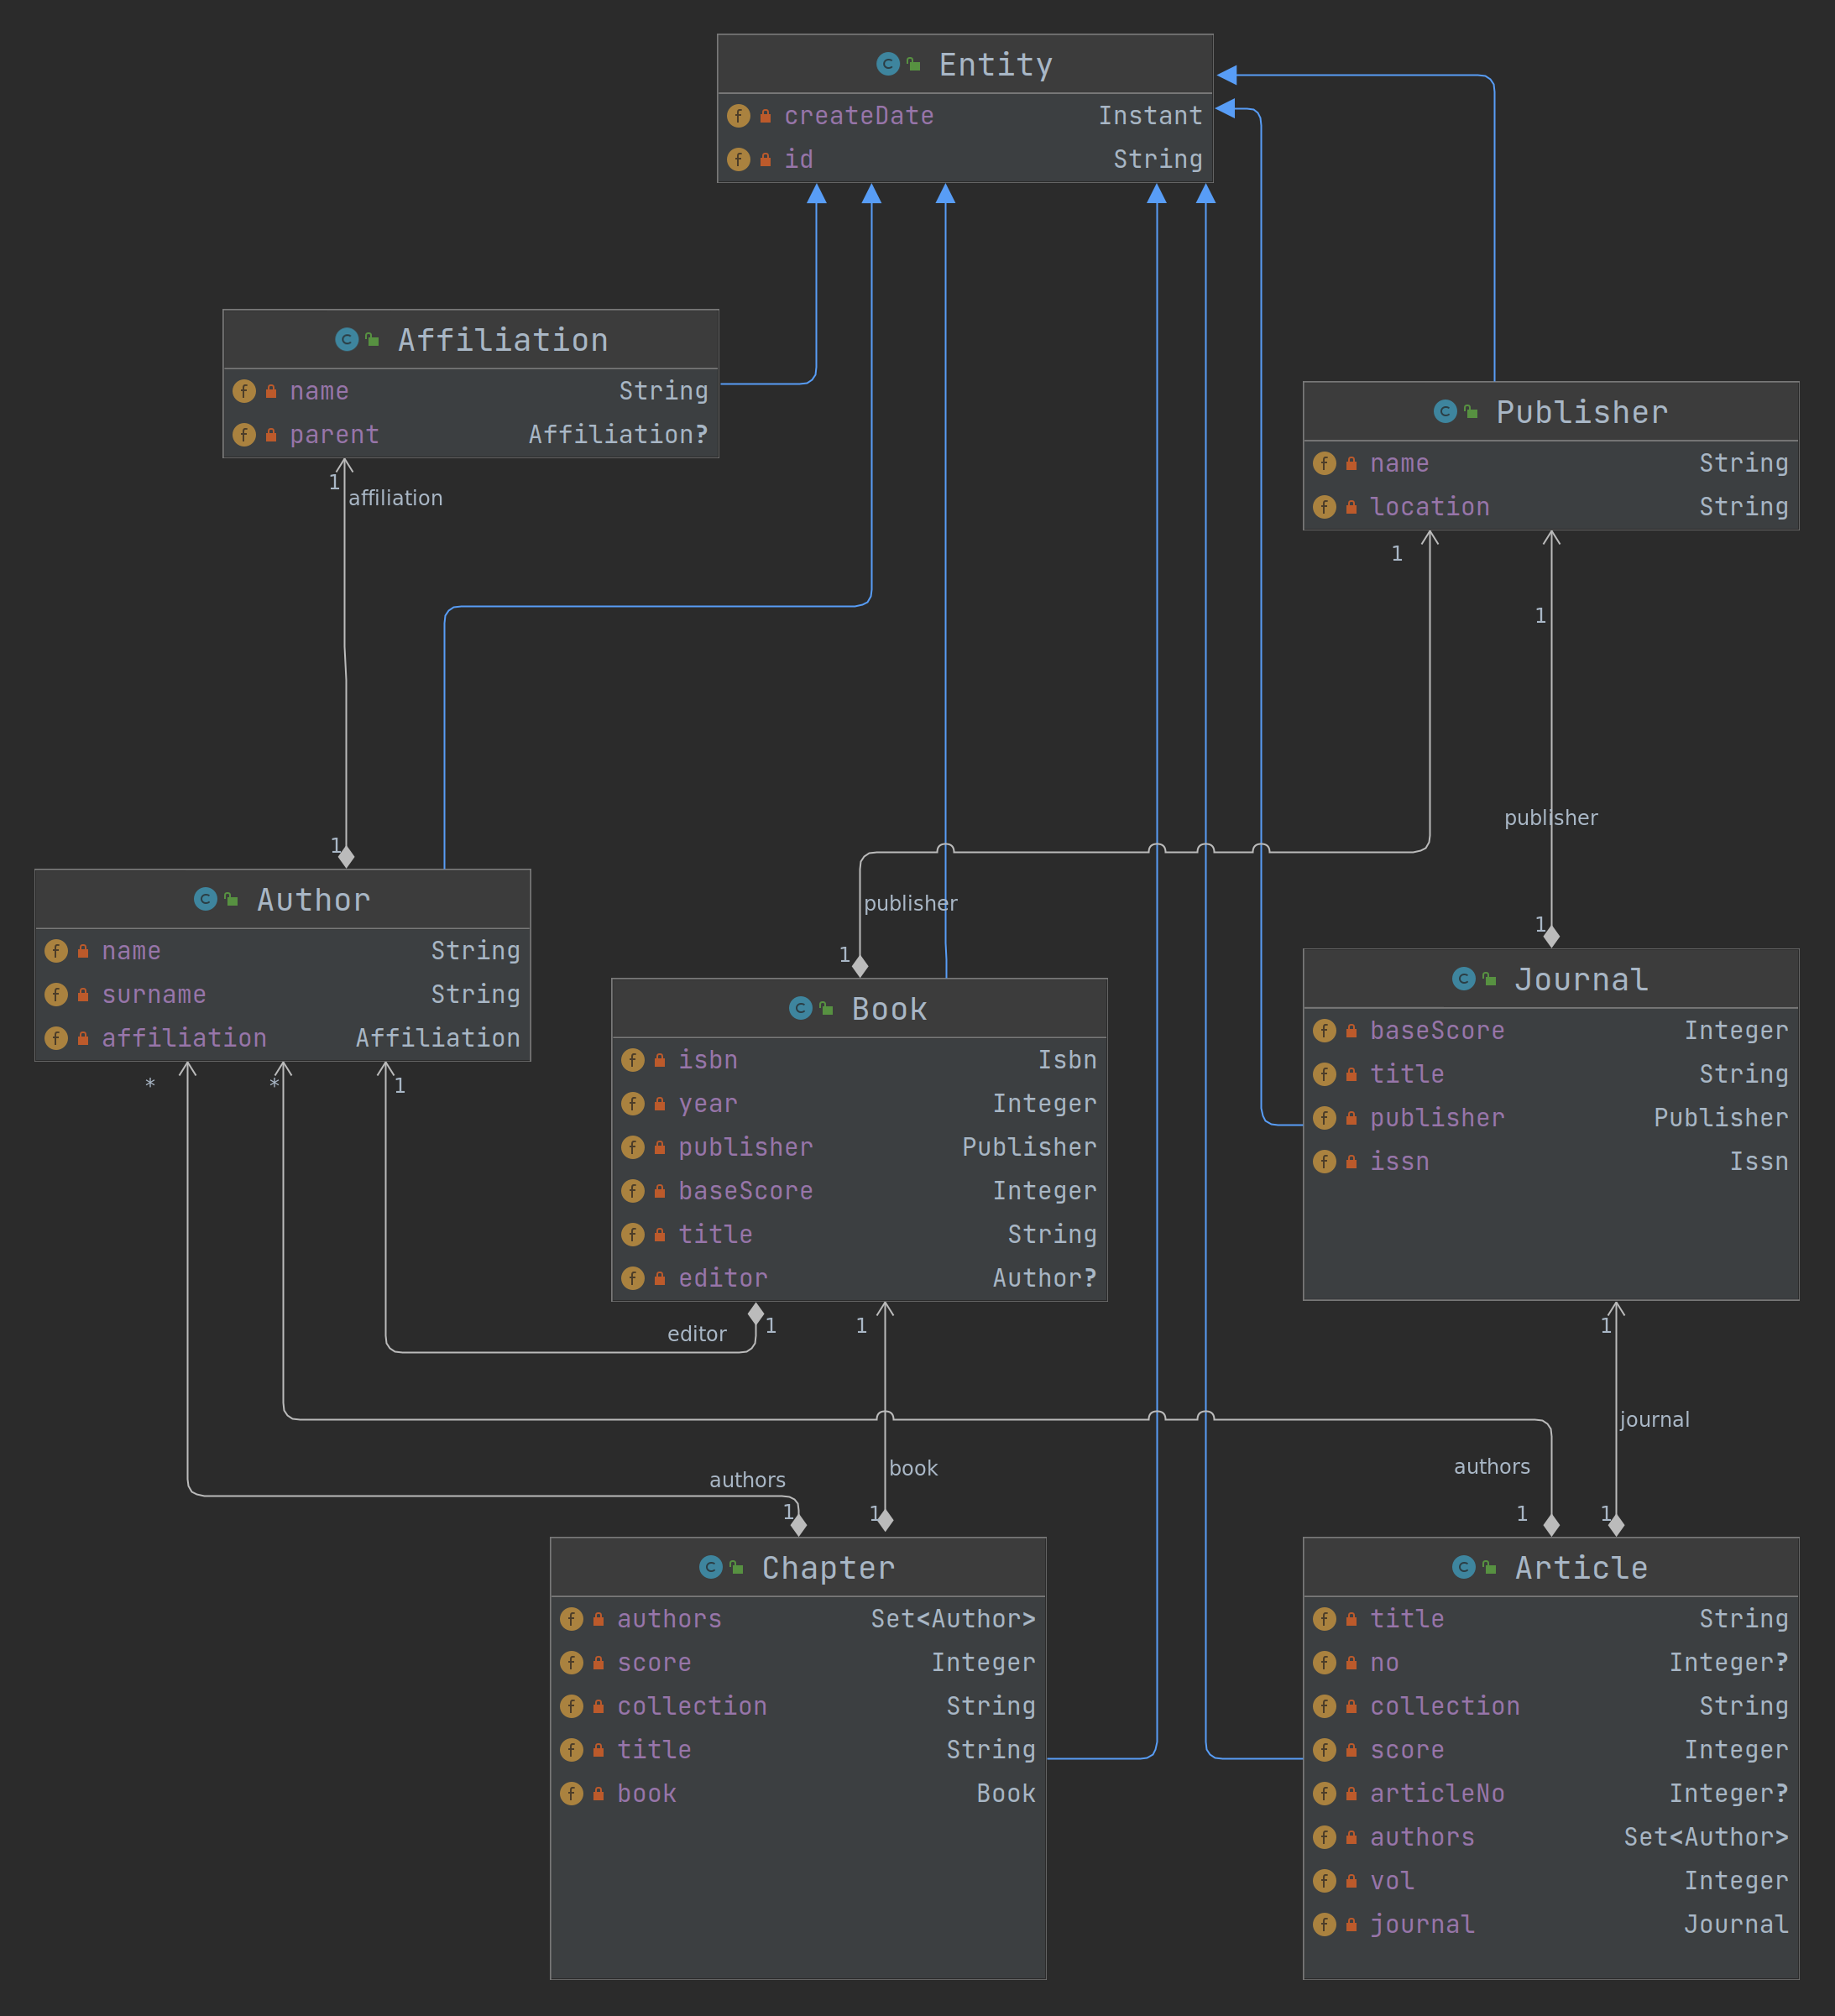 Entity
createDate Instant
id String
Affiliation
name String
parent Affiliation?
1
affiliation
Publisher
name String
location String
1
1
publisher
1
publisher
1
1
Author
name String
surname String
affiliation Affiliation
*
*
1
Book
isbn Isbn
year Integer
publisher Publisher
baseScore Integer
title String
editor Author?
Journal
baseScore Integer
title String
publisher Publisher
issn Issn
editor
1
1
1
journal
authors
book
authors
1
1
1
1
Chapter
authors Set<Author>
score Integer
collection String
title String
book Book
Article
title String
no Integer?
collection String
score Integer
articleNo Integer?
authors Set<Author>
vol Integer
journal Journal